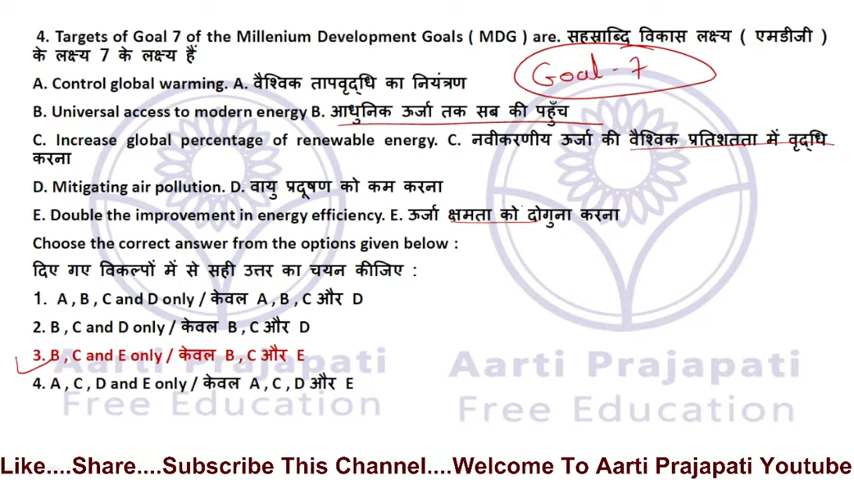 4. Targets of Goal 7 of the Millenium Development Goals ( MDG ) are. सहस्राब्दि विकास लक्ष्य ( एमडीजी )
के लक्ष्य 7 के लक्ष्य हैं
Goal - 7
A. Control global warming. A. वैश्विक तापवृद्धि का नियंत्रण
B. Universal access to modern energy B. आधुनिक ऊर्जा तक सब की पहुँच
C. Increase global percentage of renewable energy. C. नवीकरणीय ऊर्जा की वैश्विक प्रतिशतता में वृद्धि
करना
D. Mitigating air pollution. D. वायु प्रदूषण को कम करना
E. Double the improvement in energy efficiency. E. ऊर्जा क्षमता को दोगुना करना
Choose the correct answer from the options given below :
दिए गए विकल्पों में से सही उत्तर का चयन कीजिए :
1. A , B , C and D only / केवल A , B , C और D
2. B , C and D only / केवल B , C और D
3. B , C and E only / केवल B , C और E
4. A , C , D and E only / केवल A , C , D और E
Aarti Prajapati Aarti Prajapati
Free Education Free Education
Like....Share....Subscribe This Channel....Welcome To Aarti Prajapati Youtube